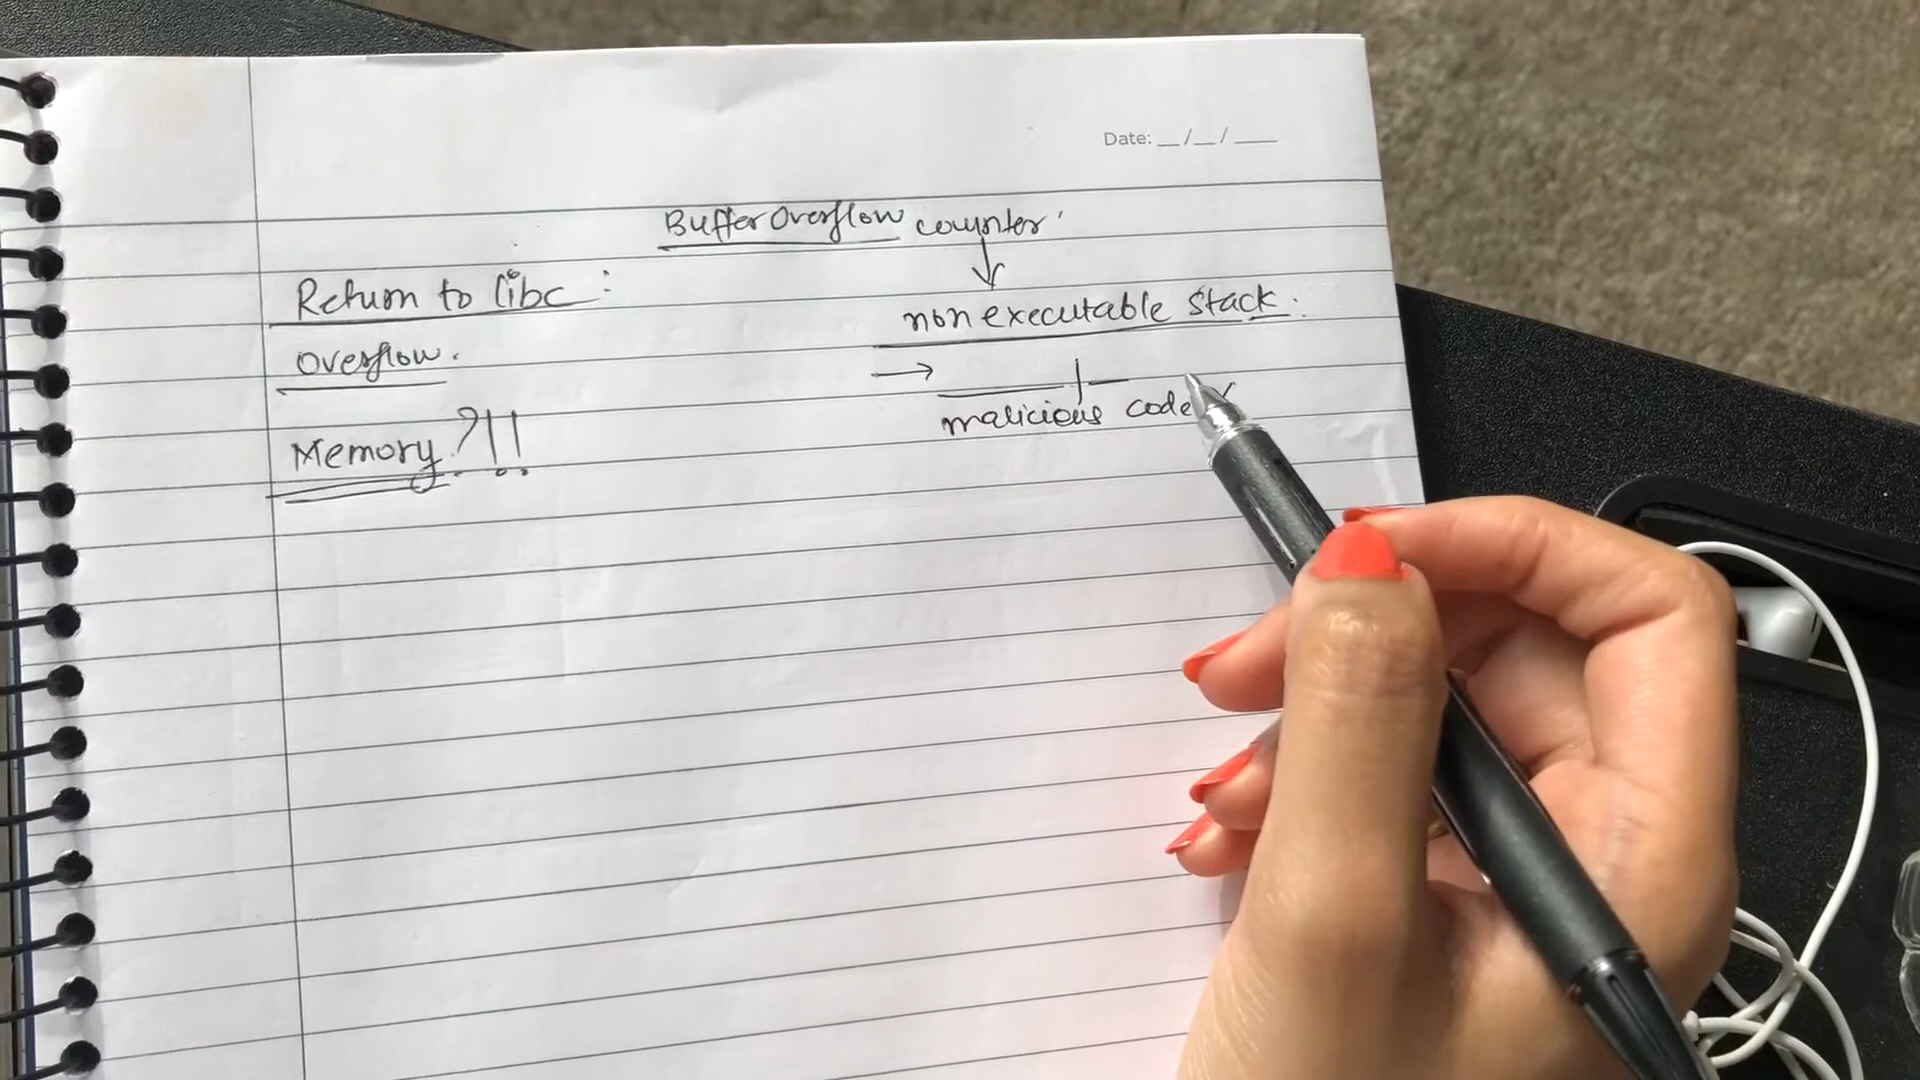 Date: __/__/____
Buffer Overflow counter
Return to libc :
non executable stack.
overflow.
→
malicious code
Memory ?!!